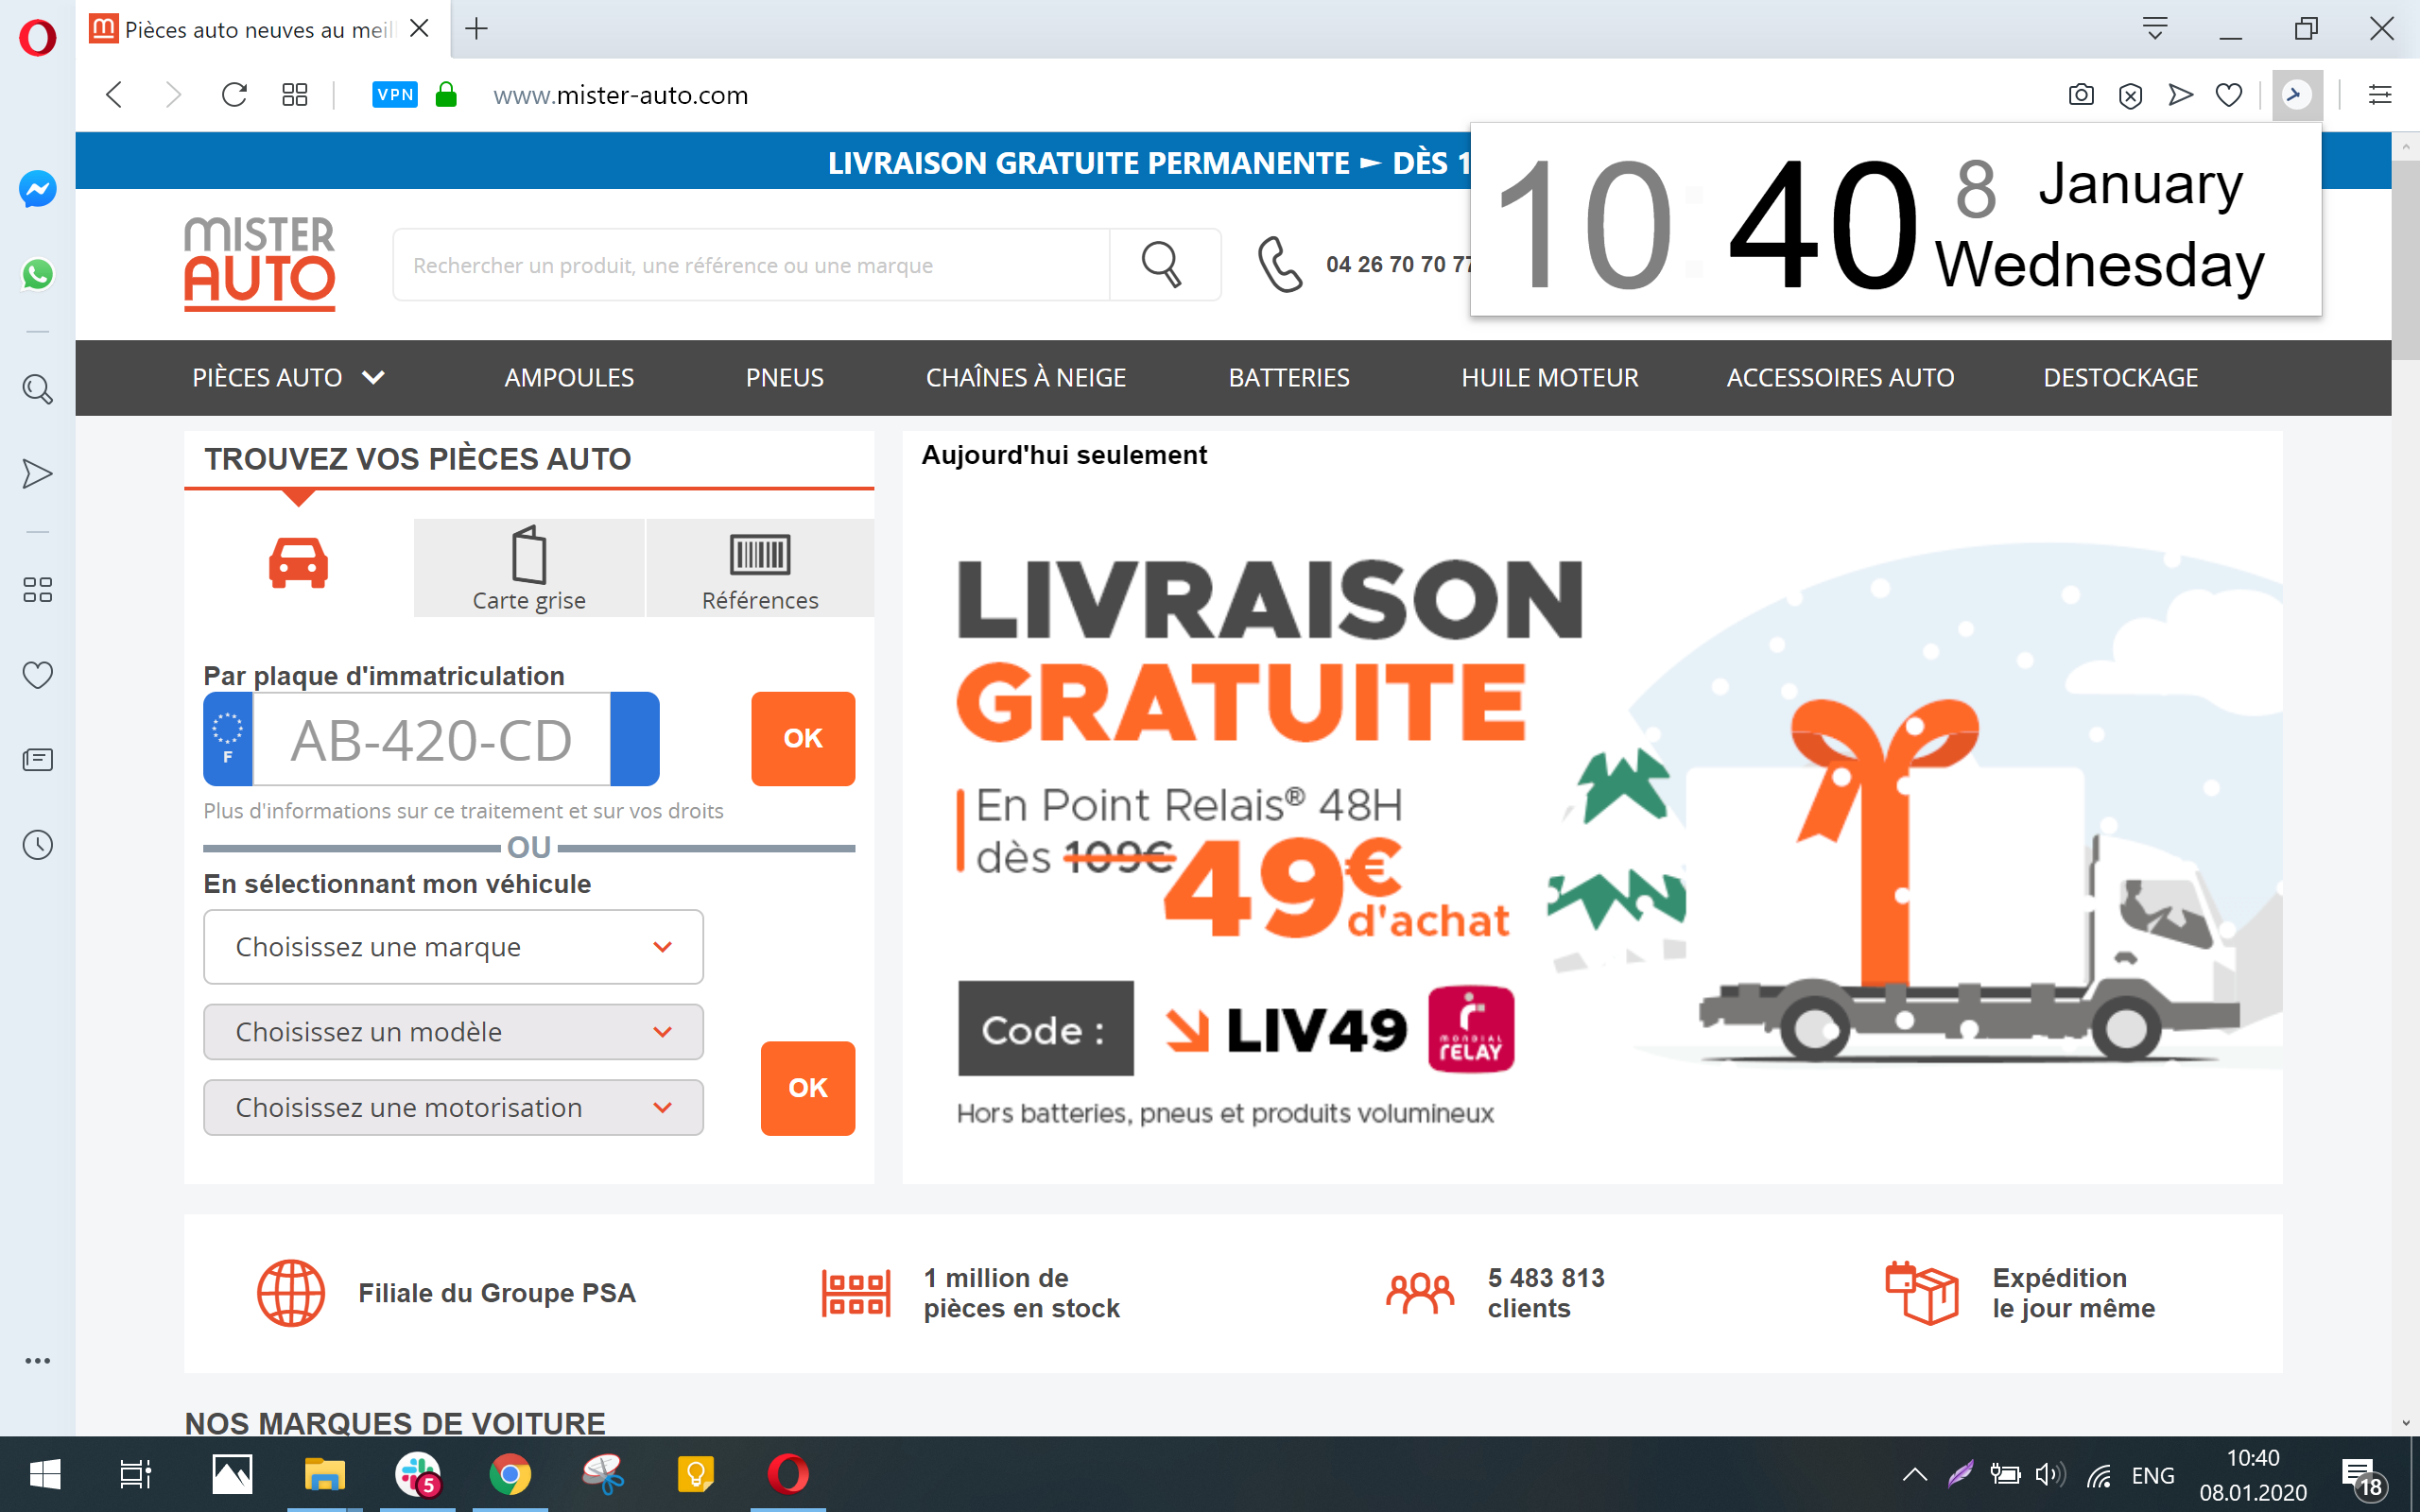 Pièces auto neuves au meil
VPN
www.mister-auto.com
LIVRAISON GRATUITE PERMANENTE ► DÈS 1
10:40
8 January
Wednesday
MISTER
AUTO
Rechercher un produit, une référence ou une marque
04 26 70 70 77
PIÈCES AUTO
AMPOULES
PNEUS
CHAÎNES À NEIGE
BATTERIES
HUILE MOTEUR
ACCESSOIRES AUTO
DESTOCKAGE
TROUVEZ VOS PIÈCES AUTO
Carte grise
Références
Par plaque d'immatriculation
F
AB-420-CD
OK
Plus d'informations sur ce traitement et sur vos droits
OU
En sélectionnant mon véhicule
Choisissez une marque
Choisissez un modèle
Choisissez une motorisation
OK
Aujourd'hui seulement
LIVRAISON
GRATUITE
En Point Relais® 48H
dès 109€ 49€
d'achat
Code :
LIV49
MONDIAL
RELAY
Hors batteries, pneus et produits volumineux
Filiale du Groupe PSA
1 million de
pièces en stock
5 483 813
clients
Expédition
le jour même
NOS MARQUES DE VOITURE
5
ENG
10:40
08.01.2020
18